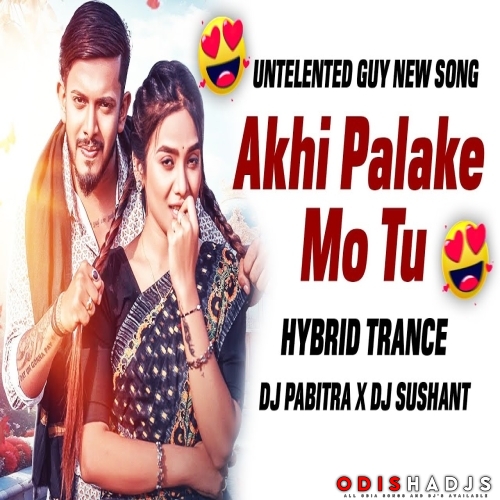 UNTELENTED GUY NEW SONG
Akhi Palake
Mo Tu
HYBRID TRANCE
DJ PABITRA X DJ SUSHANT
ODISHADJS
ALL ODIA SOUND AND DJ'S AVAILABLE